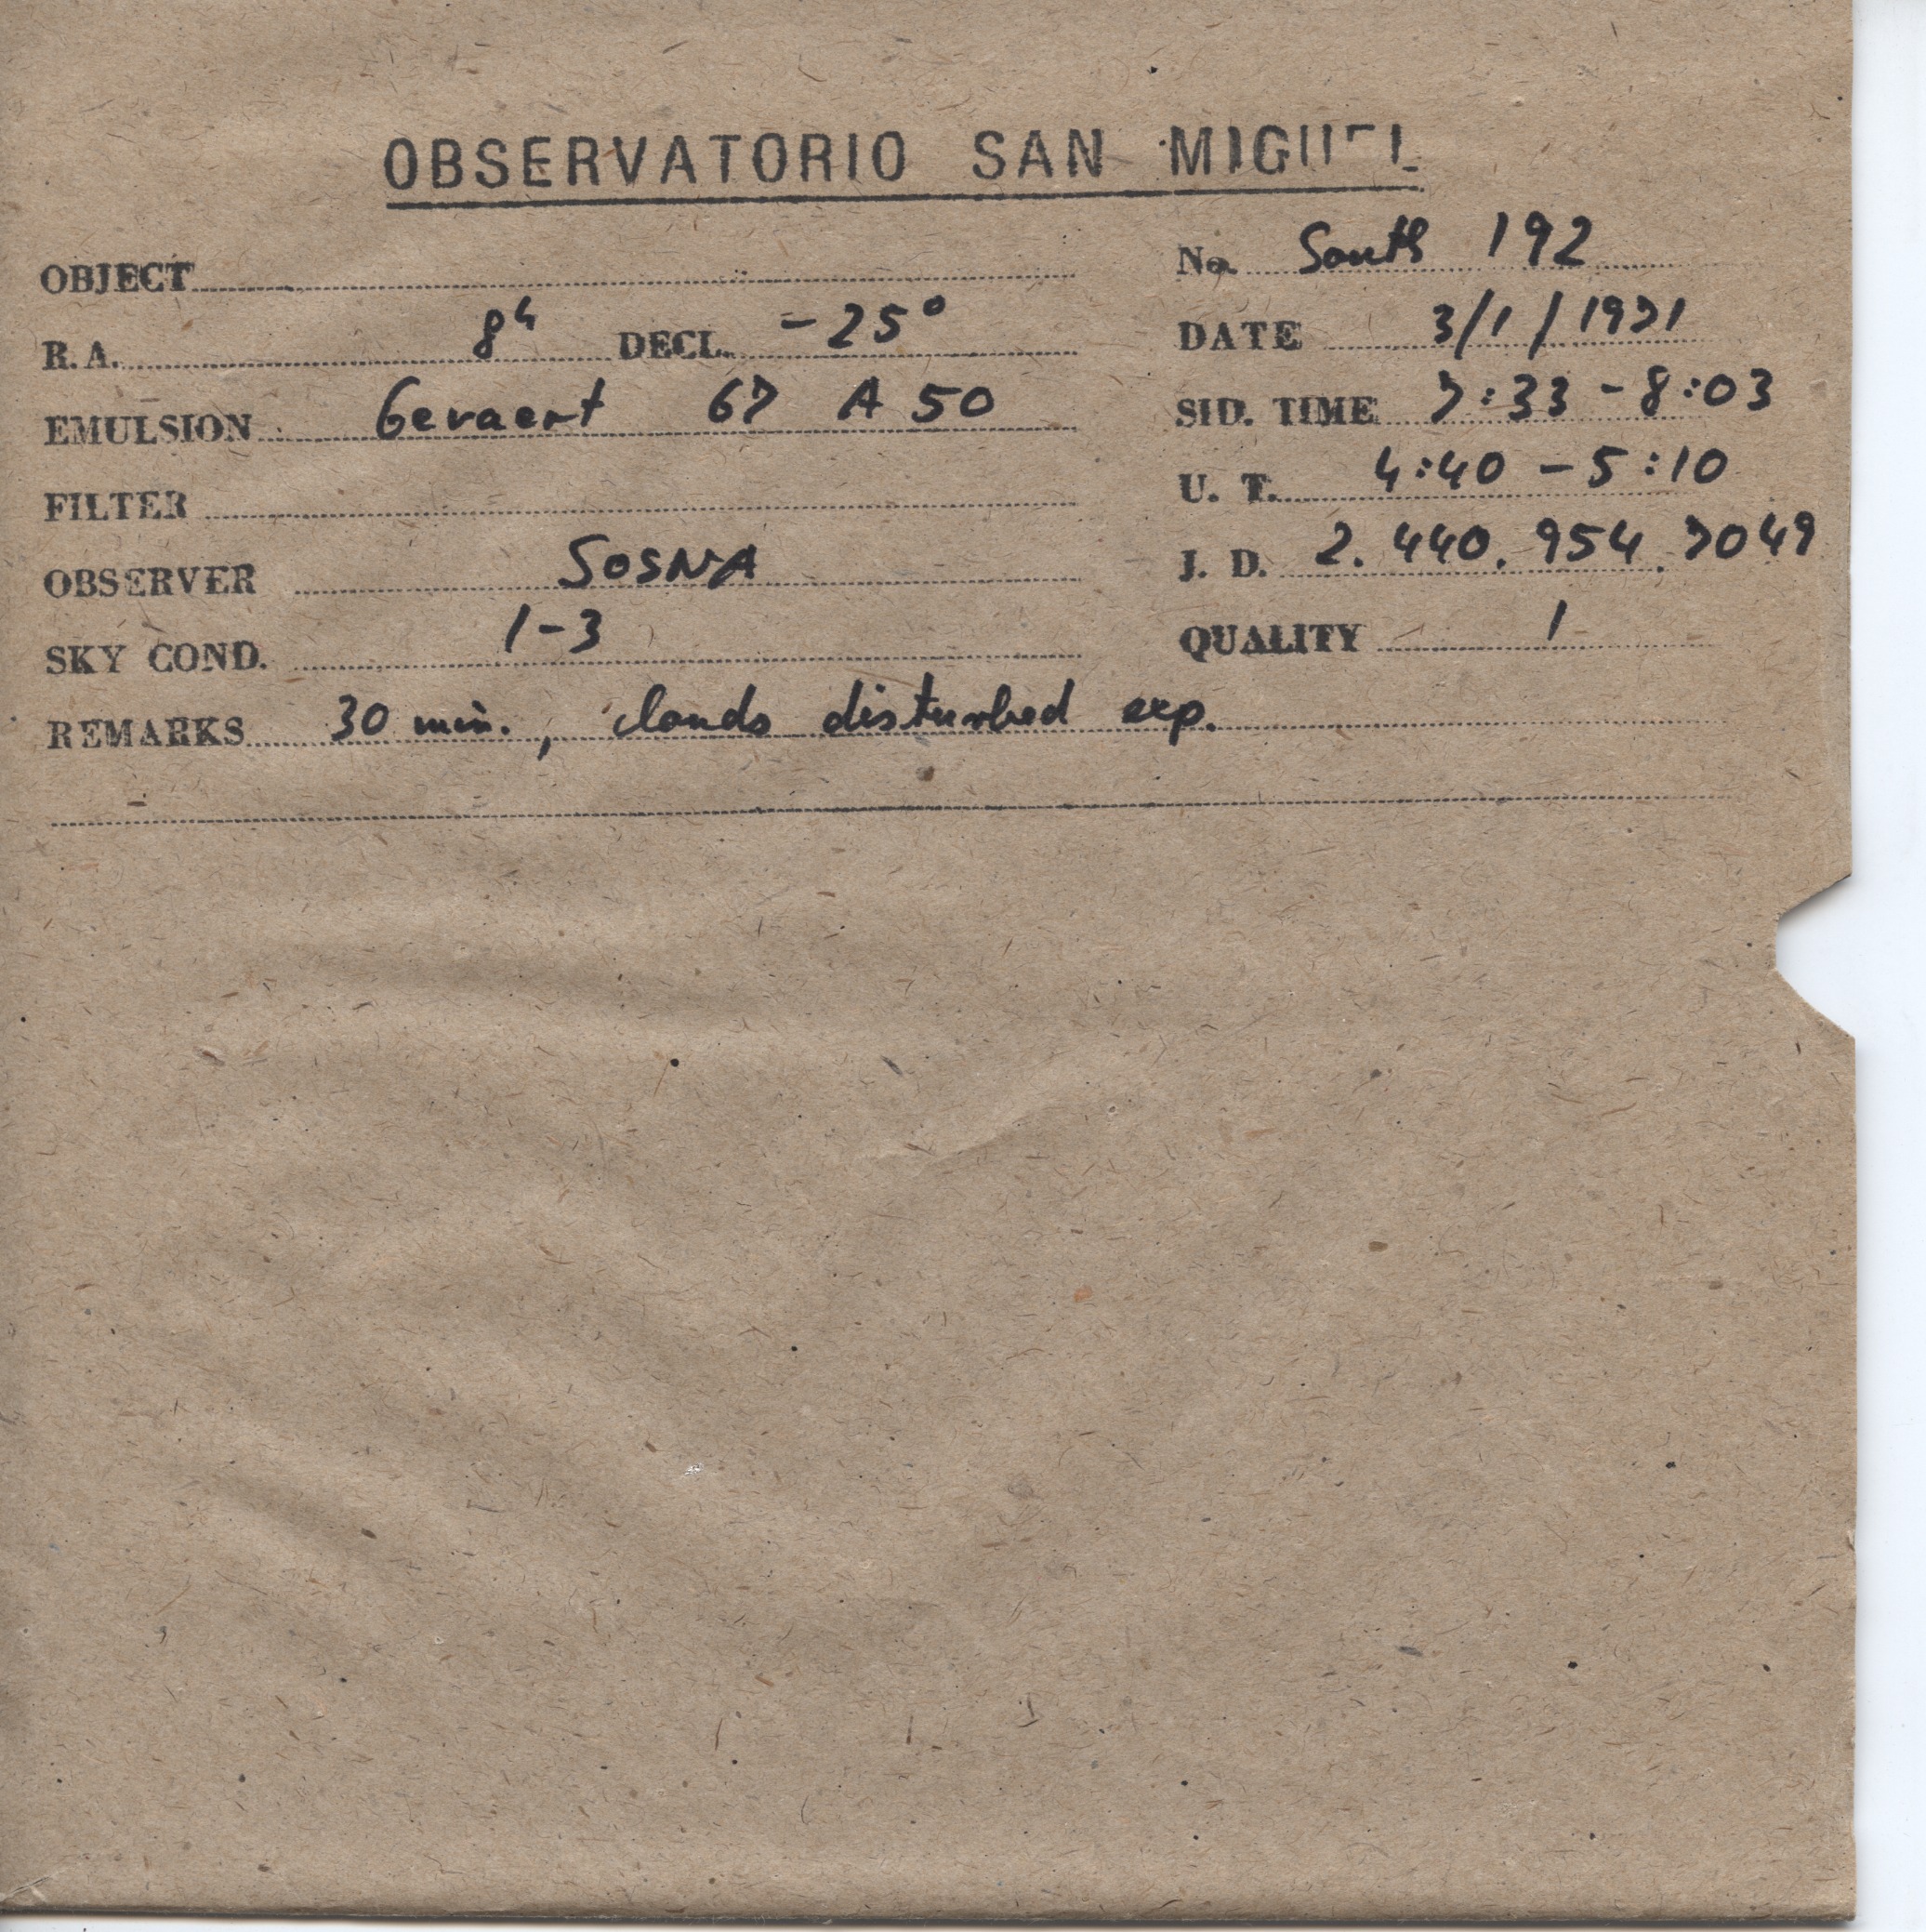 OBSERVATORIO SAN MIGUEL
OBJECT
No. South 192
R.A. 8h DECL. -25°
DATE 3/1/1971
EMULSION Gevaert 67 A 50
SID. TIME 7:33 - 8:03
FILTER
U. T. 4:40 - 5:10
OBSERVER SOSNA
J. D. 2.440.954.7049
SKY COND. 1-3
QUALITY 1
REMARKS 30 min., clouds disturbed exp.